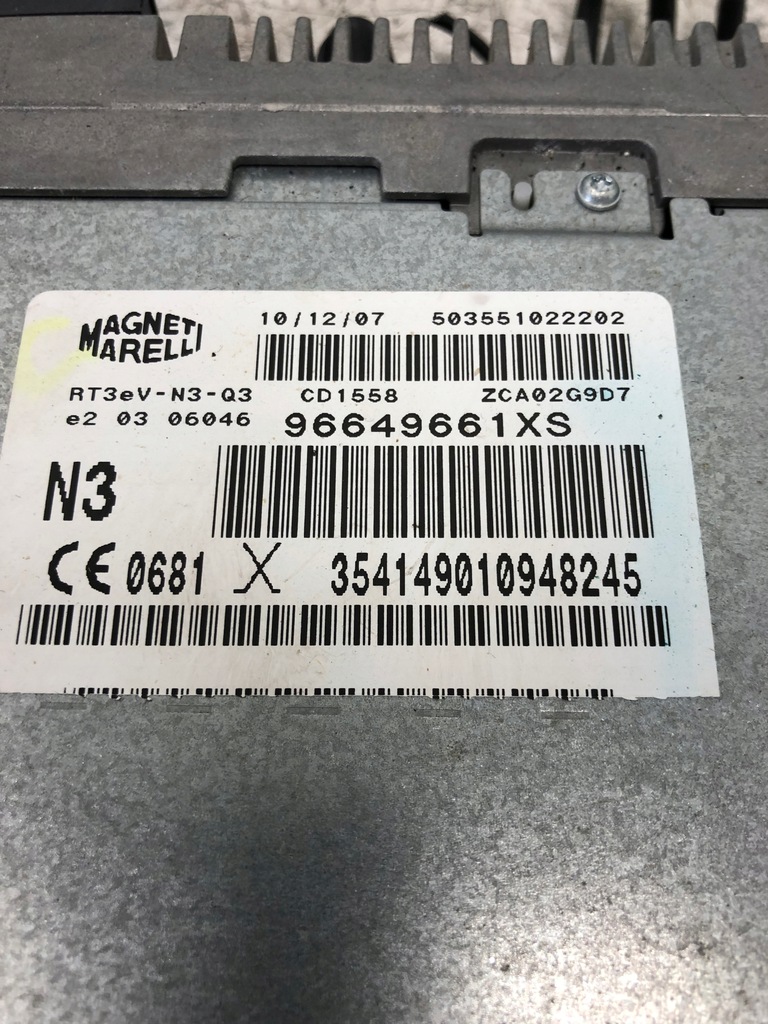 MAGNETI
MARELLI
10/12/07 503551022202
RT3eV-N3-Q3 CD1558 ZCA02G9D7
e2 03 06046 96649661XS
N3
CE 0681 X 354149010948245